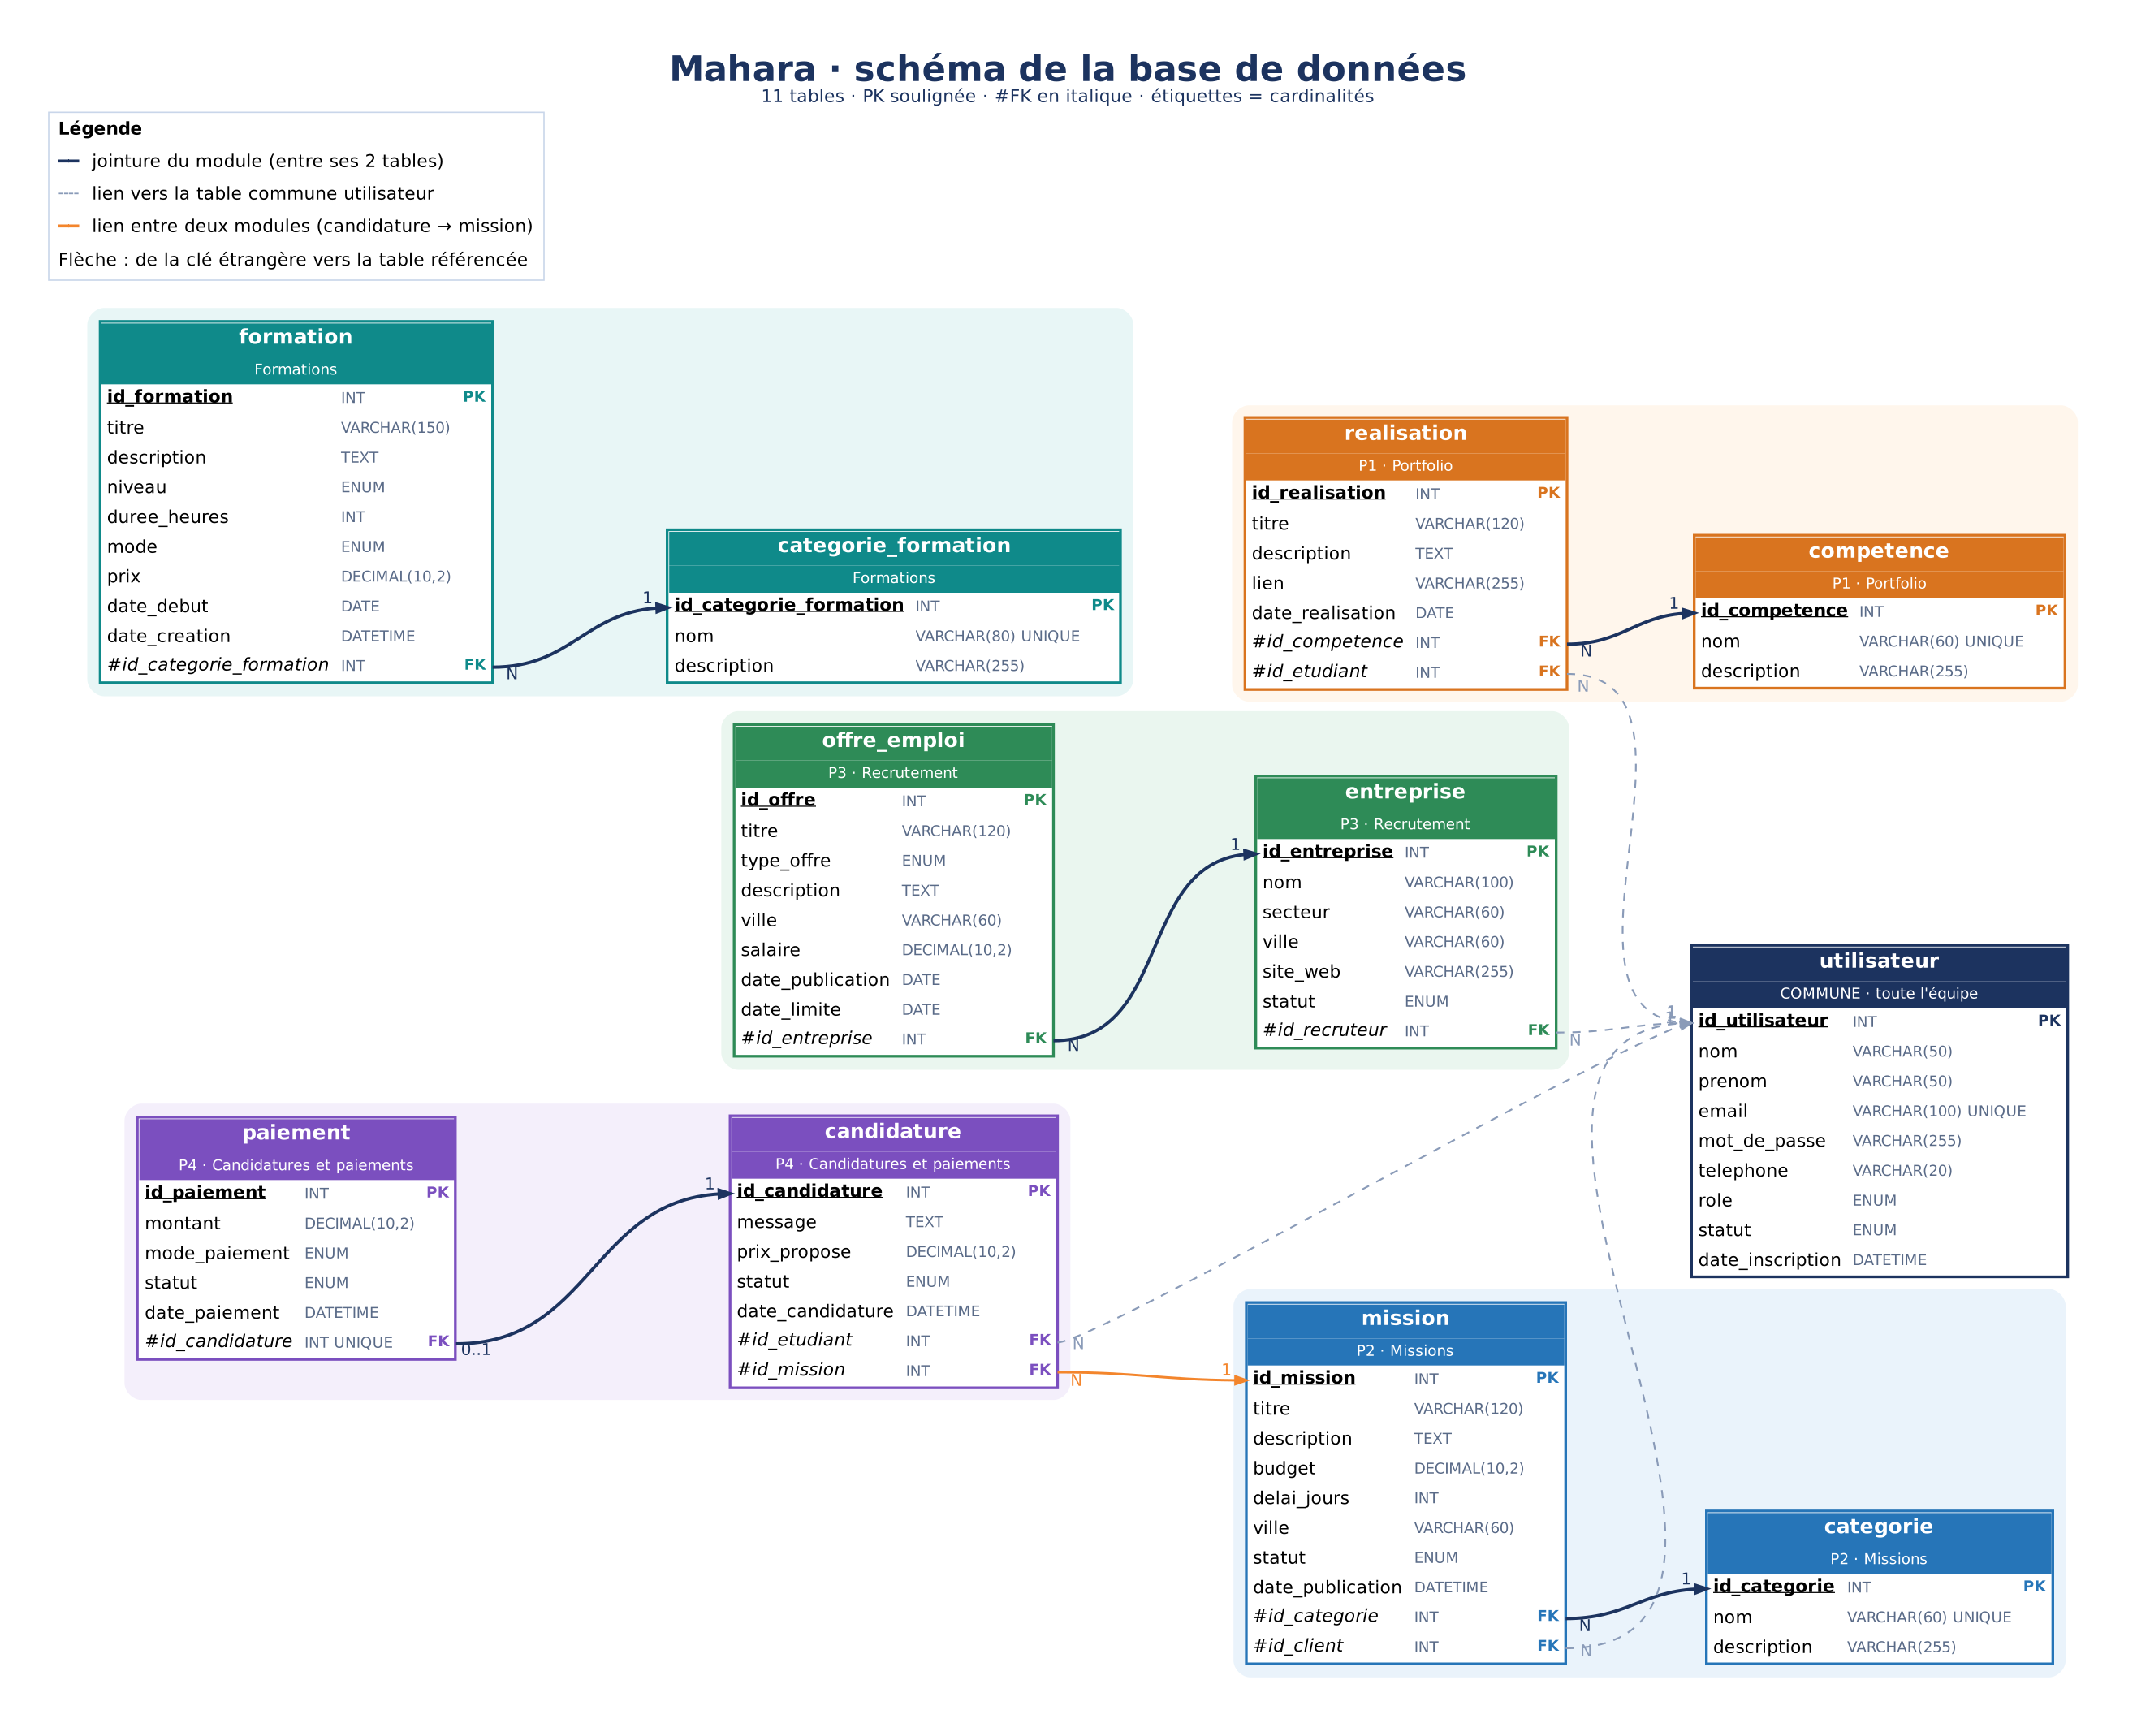 Mahara · schéma de la base de données
11 tables · PK soulignée · #FK en italique · étiquettes = cardinalités
Légende
jointure du module (entre ses 2 tables)
lien vers la table commune utilisateur
lien entre deux modules (candidature → mission)
Flèche : de la clé étrangère vers la table référencée
formation
Formations
id_formation INT PK
titre VARCHAR(150)
description TEXT
niveau ENUM
duree_heures INT
mode ENUM
prix DECIMAL(10,2)
date_debut DATE
date_creation DATETIME
#id_categorie_formation INT FK
N
1
categorie_formation
Formations
id_categorie_formation INT PK
nom VARCHAR(80) UNIQUE
description VARCHAR(255)
realisation
P1 · Portfolio
id_realisation INT PK
titre VARCHAR(120)
description TEXT
lien VARCHAR(255)
date_realisation DATE
#id_competence INT FK
#id_etudiant INT FK
N
N
1
competence
P1 · Portfolio
id_competence INT PK
nom VARCHAR(60) UNIQUE
description VARCHAR(255)
offre_emploi
P3 · Recrutement
id_offre INT PK
titre VARCHAR(120)
type_offre ENUM
description TEXT
ville VARCHAR(60)
salaire DECIMAL(10,2)
date_publication DATE
date_limite DATE
#id_entreprise INT FK
N
1
entreprise
P3 · Recrutement
id_entreprise INT PK
nom VARCHAR(100)
secteur VARCHAR(60)
ville VARCHAR(60)
site_web VARCHAR(255)
statut ENUM
#id_recruteur INT FK
N
1
utilisateur
COMMUNE · toute l'équipe
id_utilisateur INT PK
nom VARCHAR(50)
prenom VARCHAR(50)
email VARCHAR(100) UNIQUE
mot_de_passe VARCHAR(255)
telephone VARCHAR(20)
role ENUM
statut ENUM
date_inscription DATETIME
paiement
P4 · Candidatures et paiements
id_paiement INT PK
montant DECIMAL(10,2)
mode_paiement ENUM
statut ENUM
date_paiement DATETIME
#id_candidature INT UNIQUE FK
0..1
1
candidature
P4 · Candidatures et paiements
id_candidature INT PK
message TEXT
prix_propose DECIMAL(10,2)
statut ENUM
date_candidature DATETIME
#id_etudiant INT FK
#id_mission INT FK
N
N
1
mission
P2 · Missions
id_mission INT PK
titre VARCHAR(120)
description TEXT
budget DECIMAL(10,2)
delai_jours INT
ville VARCHAR(60)
statut ENUM
date_publication DATETIME
#id_categorie INT FK
#id_client INT FK
N
N
1
categorie
P2 · Missions
id_categorie INT PK
nom VARCHAR(60) UNIQUE
description VARCHAR(255)